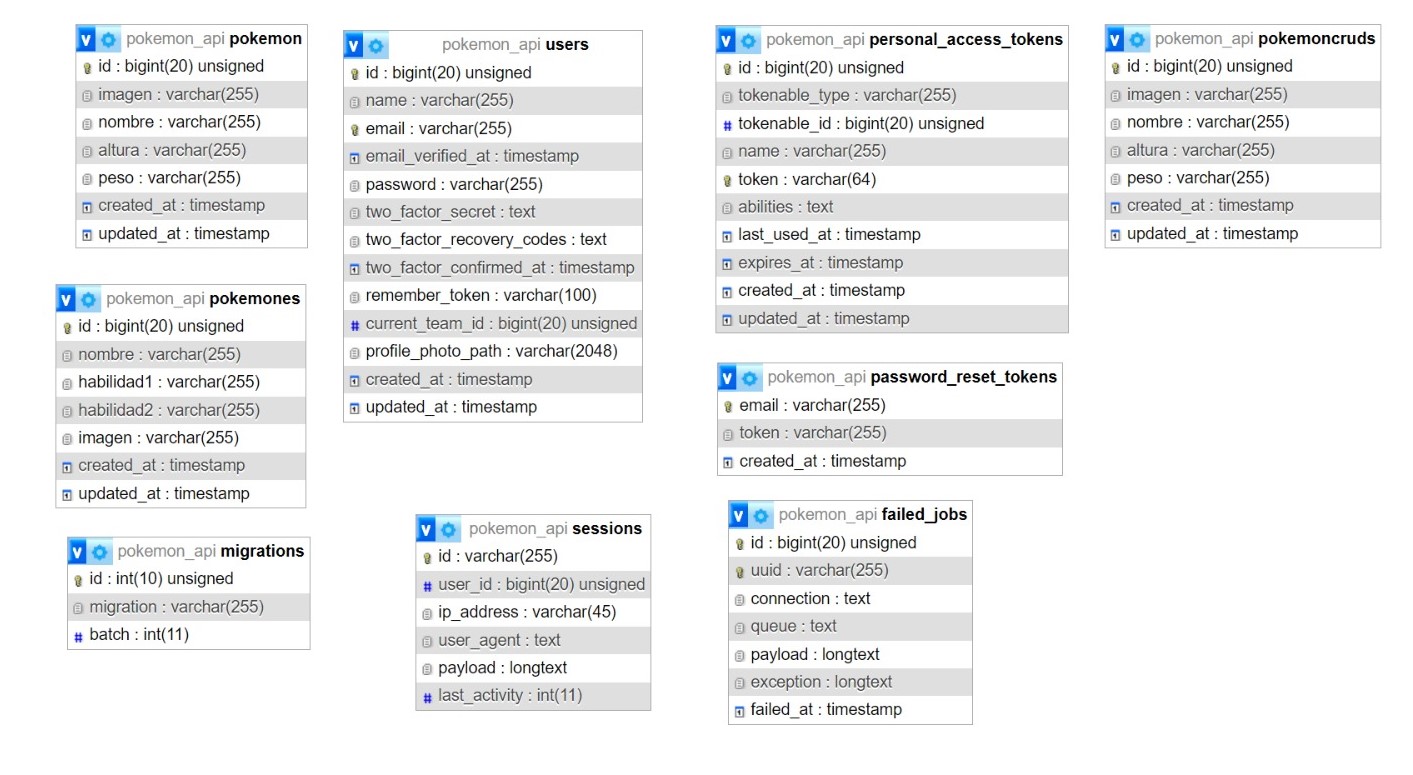 V pokemon_api pokemon
id : bigint(20) unsigned
imagen : varchar(255)
nombre : varchar(255)
altura : varchar(255)
peso : varchar(255)
created_at : timestamp
updated_at : timestamp
V pokemon_api pokemones
id : bigint(20) unsigned
nombre : varchar(255)
habilidad1 : varchar(255)
habilidad2 : varchar(255)
imagen : varchar(255)
created_at : timestamp
updated_at : timestamp
V pokemon_api migrations
id : int(10) unsigned
migration : varchar(255)
# batch : int(11)
V pokemon_api users
id : bigint(20) unsigned
name : varchar(255)
email : varchar(255)
email_verified_at : timestamp
password : varchar(255)
two_factor_secret : text
two_factor_recovery_codes : text
two_factor_confirmed_at : timestamp
remember_token : varchar(100)
# current_team_id : bigint(20) unsigned
profile_photo_path : varchar(2048)
created_at : timestamp
updated_at : timestamp
V pokemon_api sessions
id : varchar(255)
# user_id : bigint(20) unsigned
ip_address : varchar(45)
user_agent : text
payload : longtext
# last_activity : int(11)
V pokemon_api personal_access_tokens
id : bigint(20) unsigned
tokenable_type : varchar(255)
# tokenable_id : bigint(20) unsigned
name : varchar(255)
token : varchar(64)
abilities : text
last_used_at : timestamp
expires_at : timestamp
created_at : timestamp
updated_at : timestamp
V pokemon_api password_reset_tokens
email : varchar(255)
token : varchar(255)
created_at : timestamp
V pokemon_api failed_jobs
id : bigint(20) unsigned
uuid : varchar(255)
connection : text
queue : text
payload : longtext
exception : longtext
failed_at : timestamp
V pokemon_api pokemoncruds
id : bigint(20) unsigned
imagen : varchar(255)
nombre : varchar(255)
altura : varchar(255)
peso : varchar(255)
created_at : timestamp
updated_at : timestamp